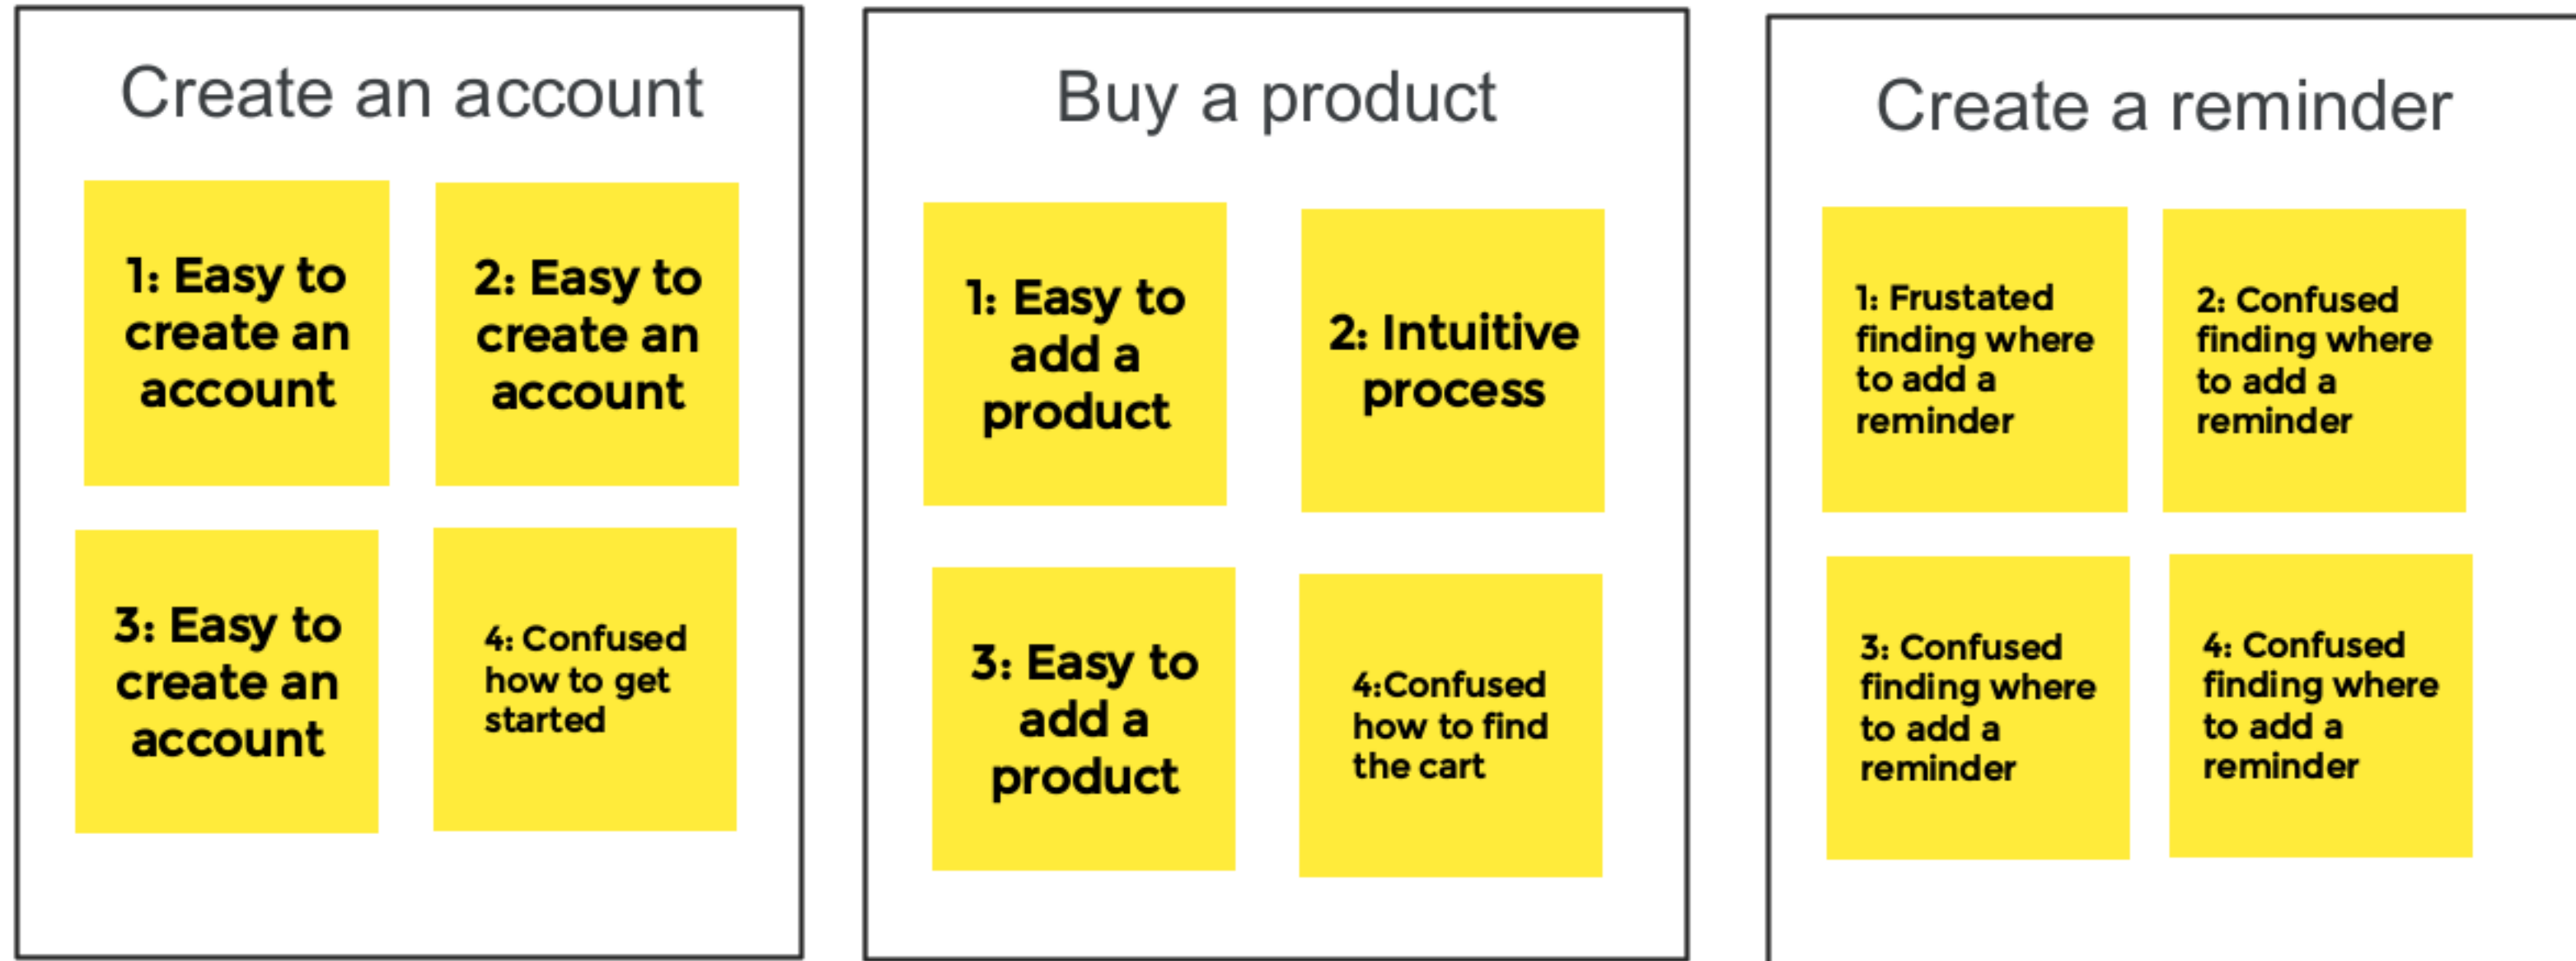 Create an account
1: Easy to
create an
account
2: Easy to
create an
account
3: Easy to
create an
account
4: Confused
how to get
started
Buy a product
1: Easy to
add a
product
2: Intuitive
process
3: Easy to
add a
product
4:Confused
how to find
the cart
Create a reminder
1: Frustated
finding where
to add a
reminder
2: Confused
finding where
to add a
reminder
3: Confused
finding where
to add a
reminder
4: Confused
finding where
to add a
reminder